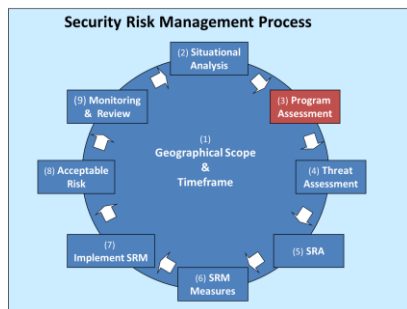 Security Risk Management Process
(2) Situational
Analysis
(3) Program
Assessment
(4) Threat
Assessment
(5) SRA
(6) SRM
Measures
(7)
Implement SRM
(8) Acceptable
Risk
(9) Monitoring
& Review
(1)
Geographical Scope
&
Timeframe